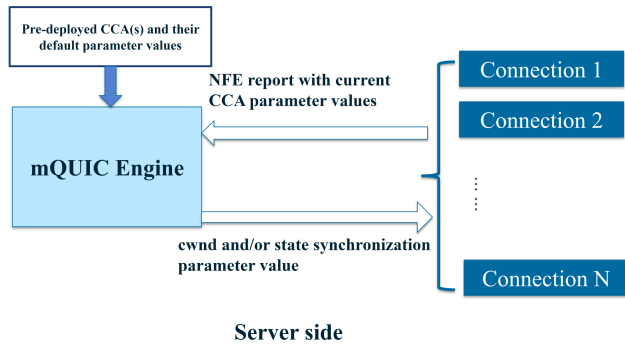 Pre-deployed CCA(s) and their
default parameter values
NFE report with current
CCA parameter values
mQUIC Engine
cwnd and/or state synchronization
parameter value
Connection 1
Connection 2
Connection N
Server side